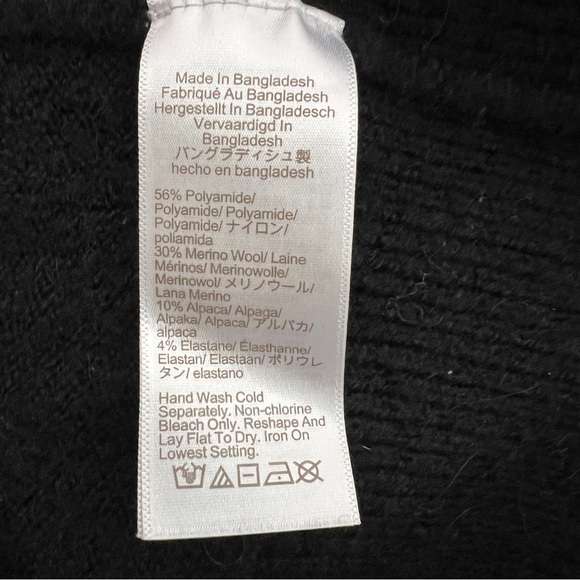 Made In Bangladesh
Fabriqué Au Bangladesh
Hergestellt In Bangladesch
Vervaardigd In
Bangladesh
バングラディシュ製
hecho en bangladesh
56% Polyamide/
Polyamide/ Polyamide/
Polyamide/ ナイロン/
poliamida
30% Merino Wool/ Laine
Mérinos/ Merinowolle/
Merinowol/ メリノウール/
Lana Merino
10% Alpaca/ Alpaga/
Alpaka/ Alpaca/ アルパカ/
alpaca
4% Elastane/ Élasthanne/
Elastan/ Elastaan/ ポリウレ
タン/ elastano
Hand Wash Cold
Separately. Non-chlorine
Bleach Only. Reshape And
Lay Flat To Dry. Iron On
Lowest Setting.